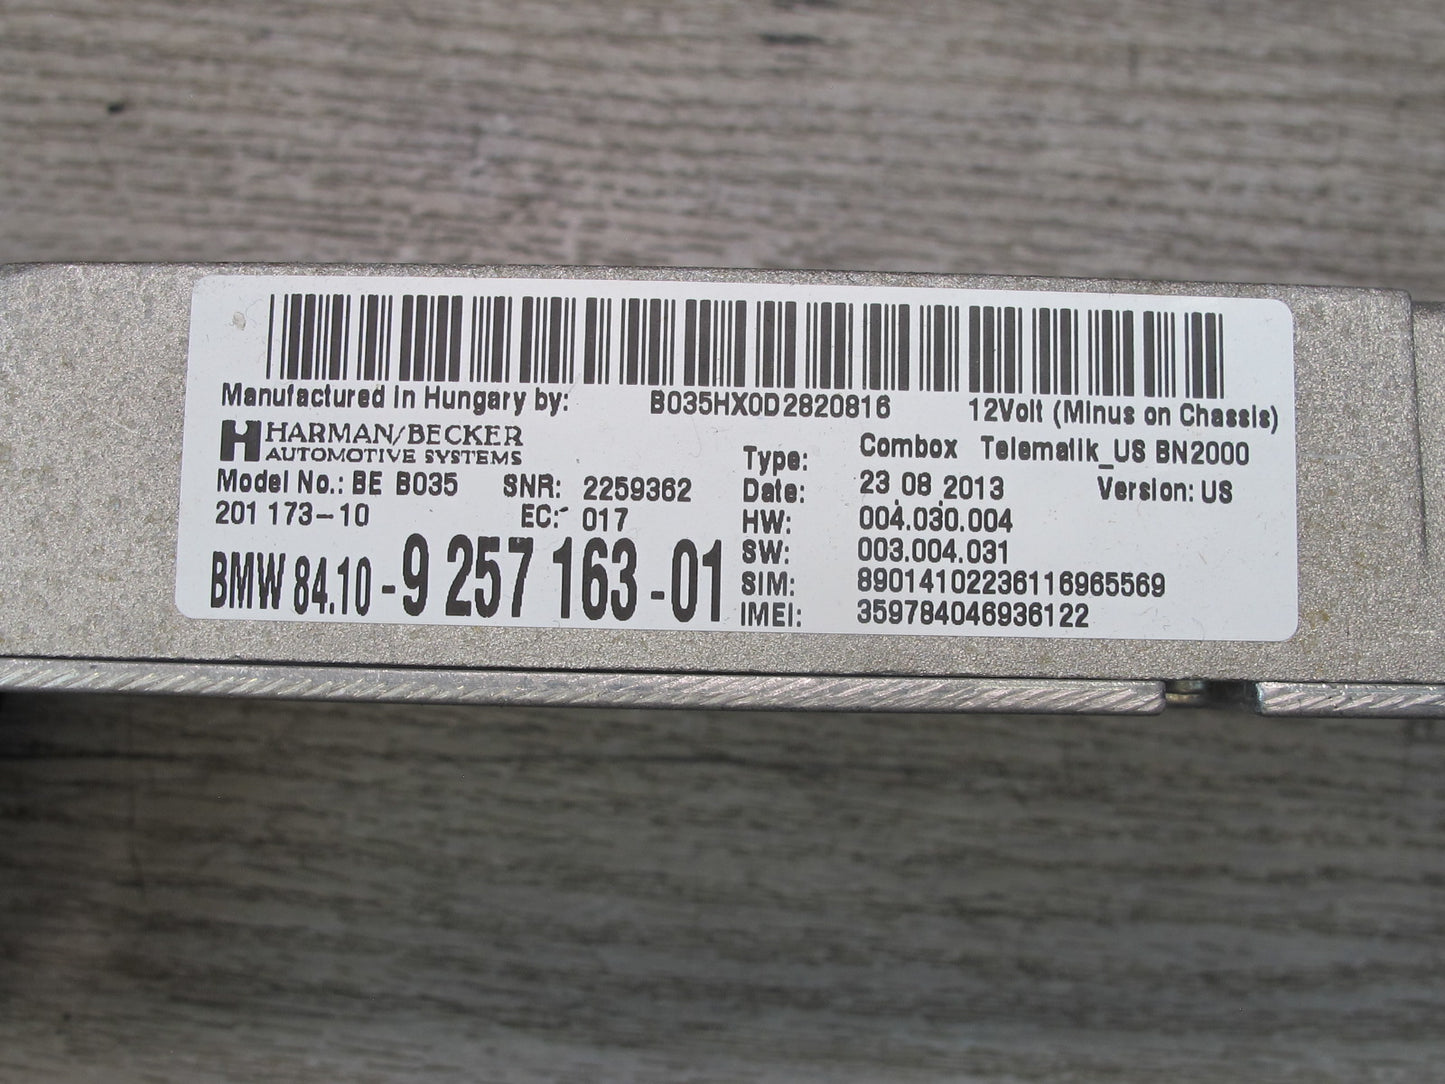 Manufactured in Hungary by: B035HX0D2820816 12Volt (Minus on Chassis)
HARMAN/BECKER
AUTOMOTIVE SYSTEMS
Type: Combox Telematik_US BN2000
Model No.: BE B035 SNR: 2259362 Date: 23.08.2013 Version: US
201 173-10 EC:- 017 HW: 004.030.004
SW: 003.004.031
BMW 84.10-9 257 163-01 SIM: 89014102236116965569
IMEI: 359784046936122